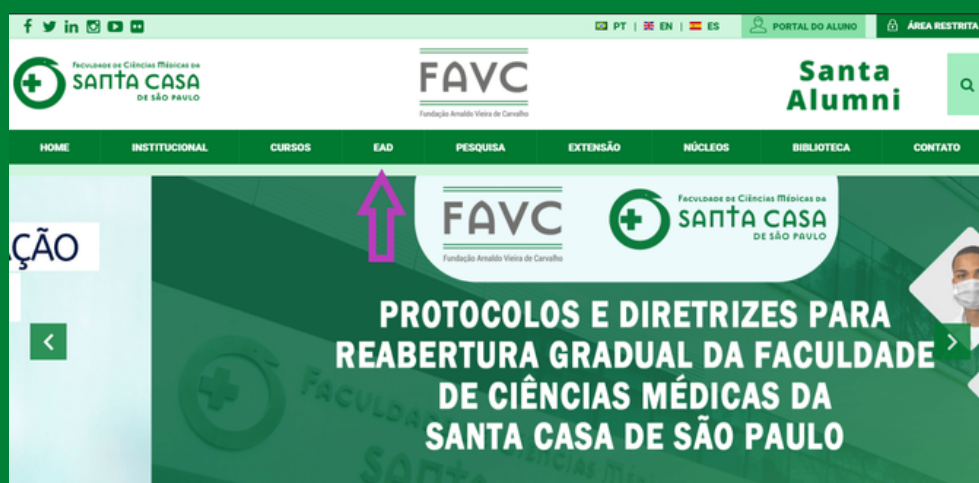 PT | EN | ES
PORTAL DO ALUNO
ÁREA RESTRITA
Faculdade de Ciências Médicas da
Santa Casa
de São Paulo
FAVC
Fundação Arnaldo Vieira de Carvalho
Santa
Alumni
HOME INSTITUCIONAL CURSOS EAD PESQUISA EXTENSÃO NÚCLEOS BIBLIOTECA CONTATO
FAVC
Fundação Arnaldo Vieira de Carvalho
Faculdade de Ciências Médicas da
Santa Casa
de São Paulo
ÇÃO
PROTOCOLOS E DIRETRIZES PARA
REABERTURA GRADUAL DA FACULDADE
DE CIÊNCIAS MÉDICAS DA
SANTA CASA DE SÃO PAULO